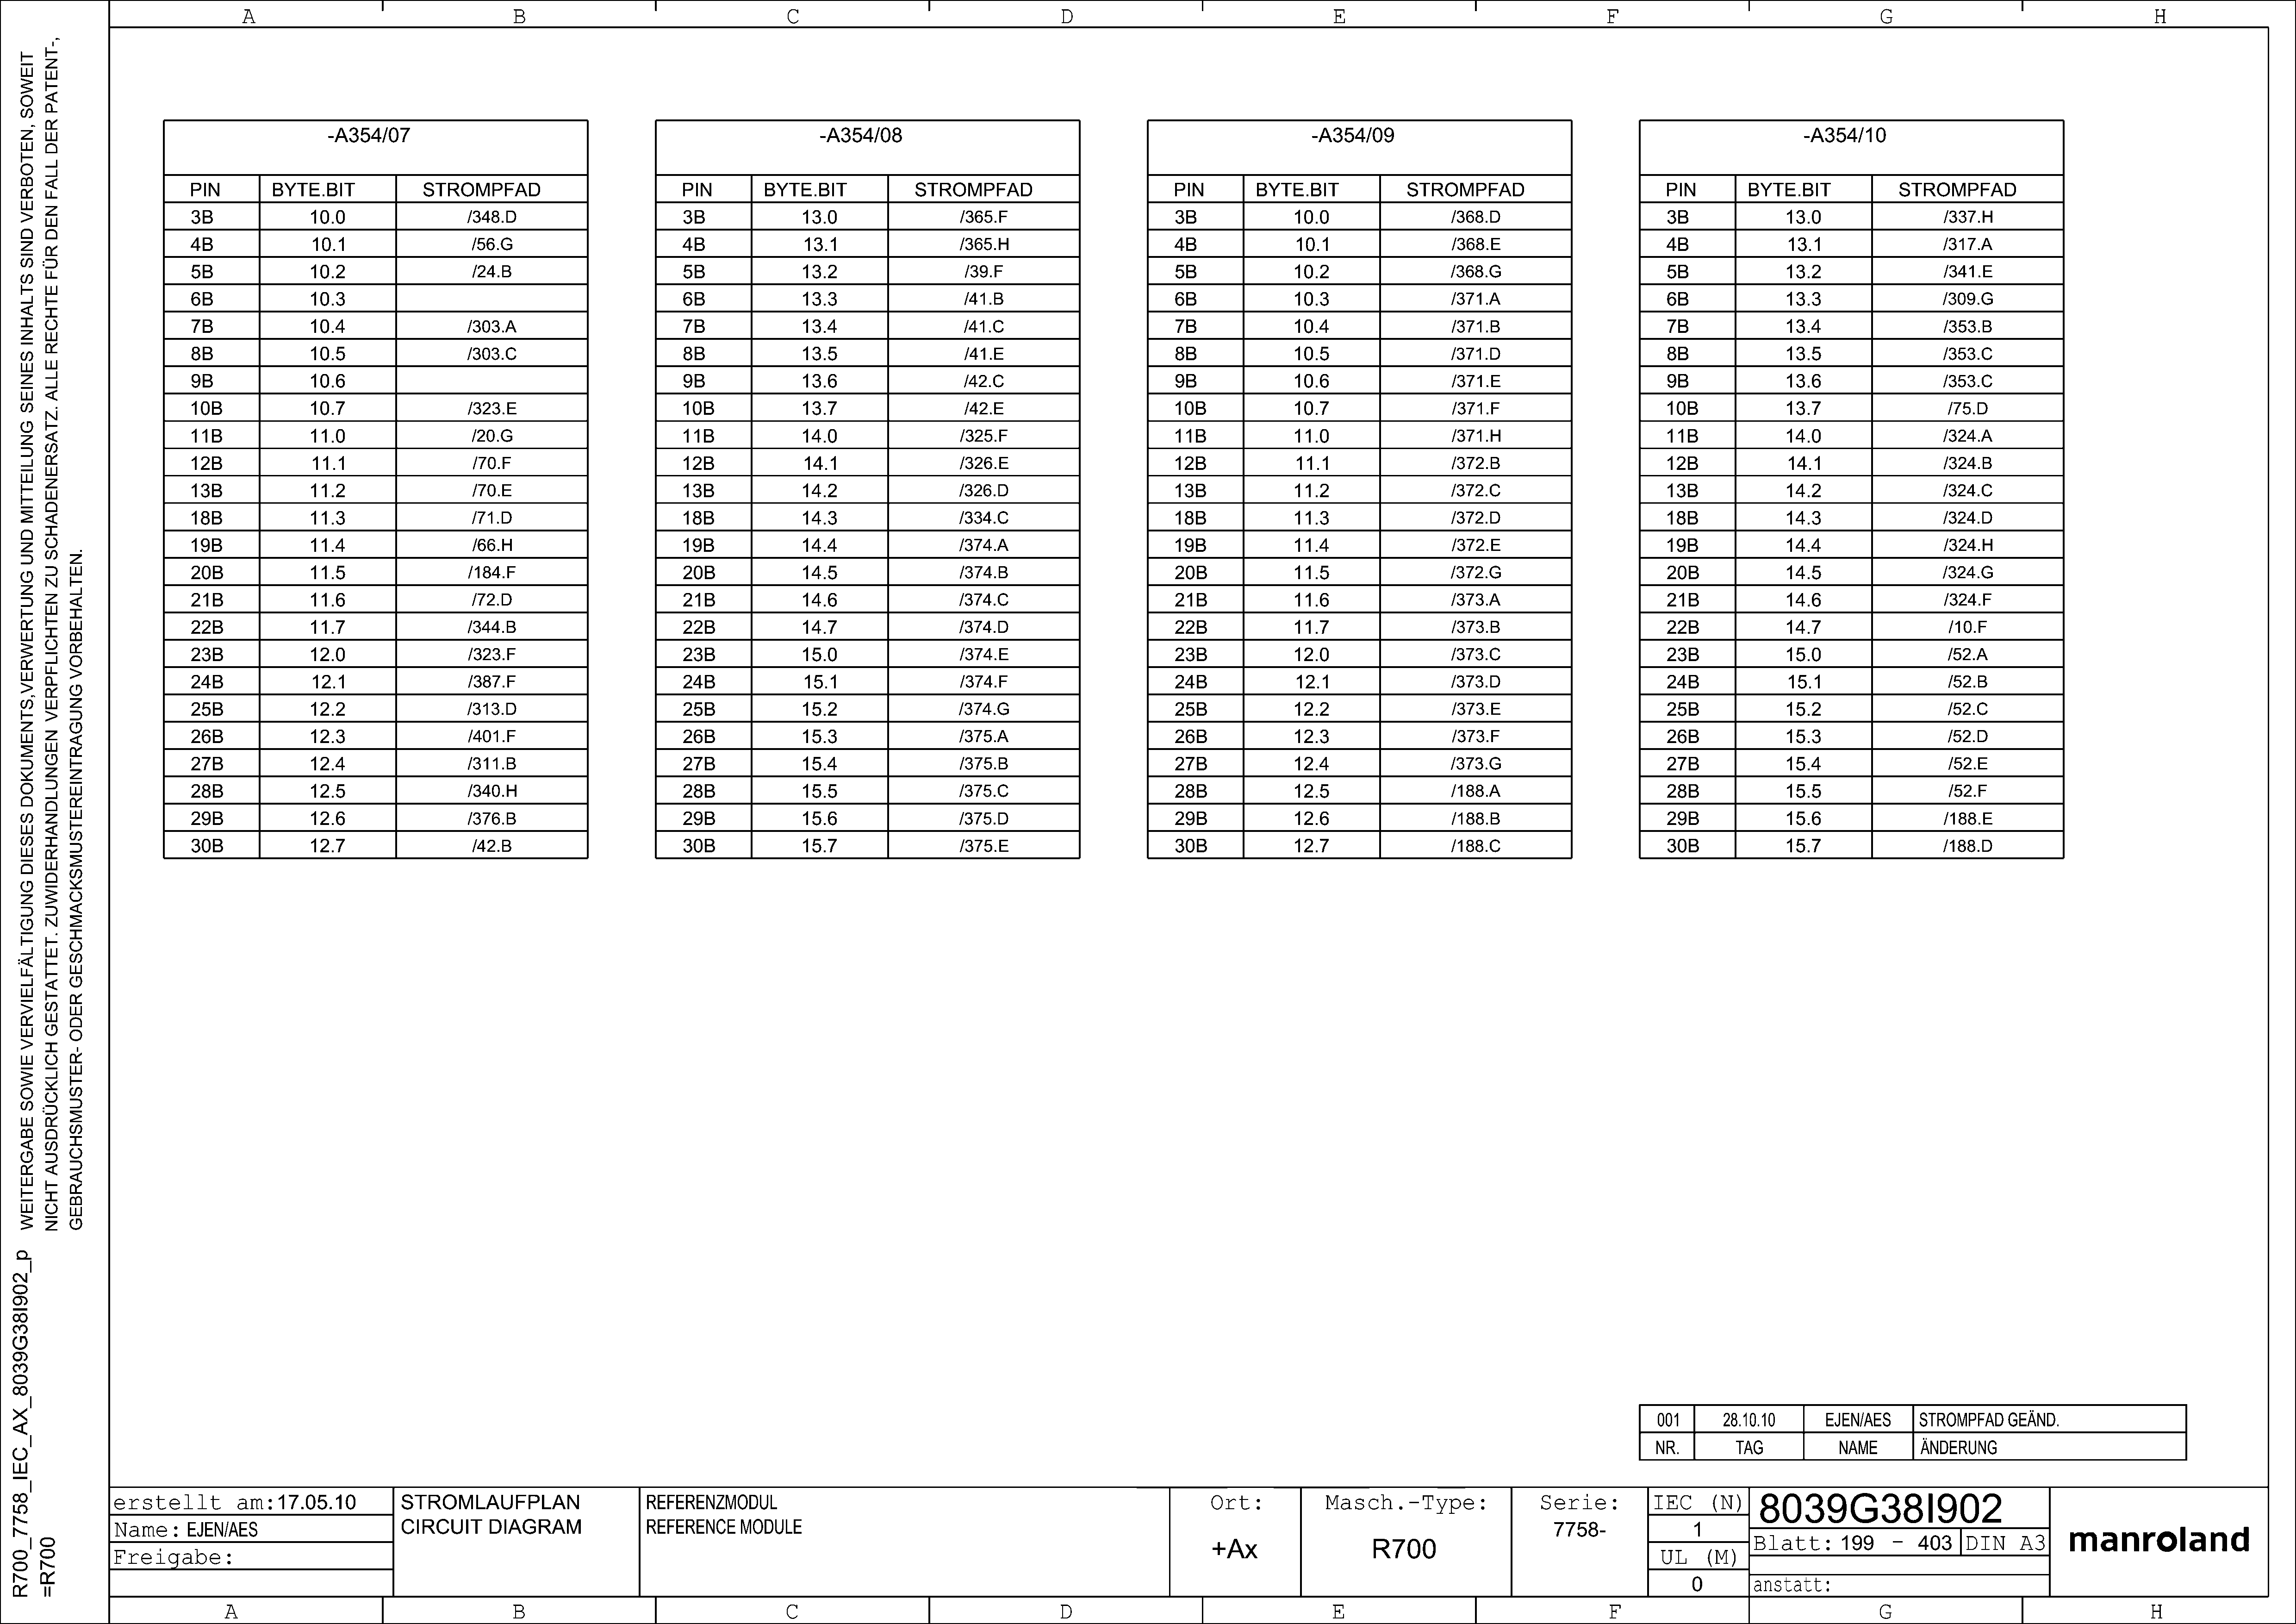 A B C D E F G H
WEITERGABE SOWIE VERVIELFÄLTIGUNG DIESES DOKUMENTS,VERWERTUNG UND MITTEILUNG SEINES INHALTS SIND VERBOTEN, SOWEIT
NICHT AUSDRÜCKLICH GESTATTET. ZUWIDERHANDLUNGEN VERPFLICHTEN ZU SCHADENERSATZ. ALLE RECHTE FÜR DEN FALL DER PATENT-,
GEBRAUCHSMUSTER- ODER GESCHMACKSMUSTEREINTRAGUNG VORBEHALTEN.
R700_7758_IEC_AX_8039G38I902_p
=R700
-A354/07
PIN BYTE.BIT STROMPFAD
3B 10.0 /348.D
4B 10.1 /56.G
5B 10.2 /24.B
6B 10.3
7B 10.4 /303.A
8B 10.5 /303.C
9B 10.6
10B 10.7 /323.E
11B 11.0 /20.G
12B 11.1 /70.F
13B 11.2 /70.E
18B 11.3 /71.D
19B 11.4 /66.H
20B 11.5 /184.F
21B 11.6 /72.D
22B 11.7 /344.B
23B 12.0 /323.F
24B 12.1 /387.F
25B 12.2 /313.D
26B 12.3 /401.F
27B 12.4 /311.B
28B 12.5 /340.H
29B 12.6 /376.B
30B 12.7 /42.B
-A354/08
PIN BYTE.BIT STROMPFAD
3B 13.0 /365.F
4B 13.1 /365.H
5B 13.2 /39.F
6B 13.3 /41.B
7B 13.4 /41.C
8B 13.5 /41.E
9B 13.6 /42.C
10B 13.7 /42.E
11B 14.0 /325.F
12B 14.1 /326.E
13B 14.2 /326.D
18B 14.3 /334.C
19B 14.4 /374.A
20B 14.5 /374.B
21B 14.6 /374.C
22B 14.7 /374.D
23B 15.0 /374.E
24B 15.1 /374.F
25B 15.2 /374.G
26B 15.3 /375.A
27B 15.4 /375.B
28B 15.5 /375.C
29B 15.6 /375.D
30B 15.7 /375.E
-A354/09
PIN BYTE.BIT STROMPFAD
3B 10.0 /368.D
4B 10.1 /368.E
5B 10.2 /368.G
6B 10.3 /371.A
7B 10.4 /371.B
8B 10.5 /371.D
9B 10.6 /371.E
10B 10.7 /371.F
11B 11.0 /371.H
12B 11.1 /372.B
13B 11.2 /372.C
18B 11.3 /372.D
19B 11.4 /372.E
20B 11.5 /372.G
21B 11.6 /373.A
22B 11.7 /373.B
23B 12.0 /373.C
24B 12.1 /373.D
25B 12.2 /373.E
26B 12.3 /373.F
27B 12.4 /373.G
28B 12.5 /188.A
29B 12.6 /188.B
30B 12.7 /188.C
-A354/10
PIN BYTE.BIT STROMPFAD
3B 13.0 /337.H
4B 13.1 /317.A
5B 13.2 /341.E
6B 13.3 /309.G
7B 13.4 /353.B
8B 13.5 /353.C
9B 13.6 /353.C
10B 13.7 /75.D
11B 14.0 /324.A
12B 14.1 /324.B
13B 14.2 /324.C
18B 14.3 /324.D
19B 14.4 /324.H
20B 14.5 /324.G
21B 14.6 /324.F
22B 14.7 /10.F
23B 15.0 /52.A
24B 15.1 /52.B
25B 15.2 /52.C
26B 15.3 /52.D
27B 15.4 /52.E
28B 15.5 /52.F
29B 15.6 /188.E
30B 15.7 /188.D
001 28.10.10 EJEN/AES STROMPFAD GEÄND.
NR. TAG NAME ÄNDERUNG
erstellt am:17.05.10
Name: EJEN/AES
Freigabe:
STROMLAUFPLAN
CIRCUIT DIAGRAM
REFERENZMODUL
REFERENCE MODULE
Ort:
+Ax
Masch.-Type:
R700
Serie:
7758-
IEC (N)
1
UL (M)
0
8039G38I902
Blatt: 199 - 403 DIN A3
anstatt:
manroland
A B C D E F G H